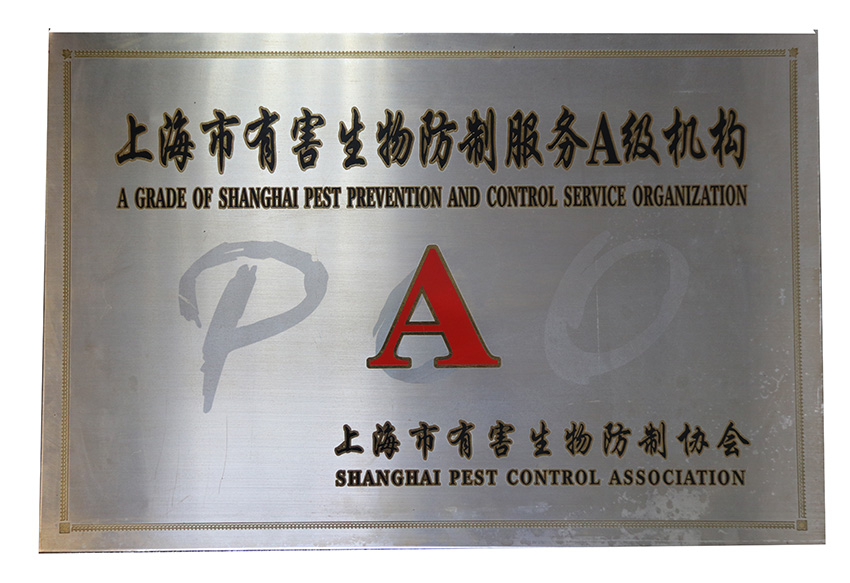 上海市有害生物防制服务A级机构
A GRADE OF SHANGHAI PEST PREVENTION AND CONTROL SERVICE ORGANIZATION
A
上海市有害生物防制协会
SHANGHAI PEST CONTROL ASSOCIATION